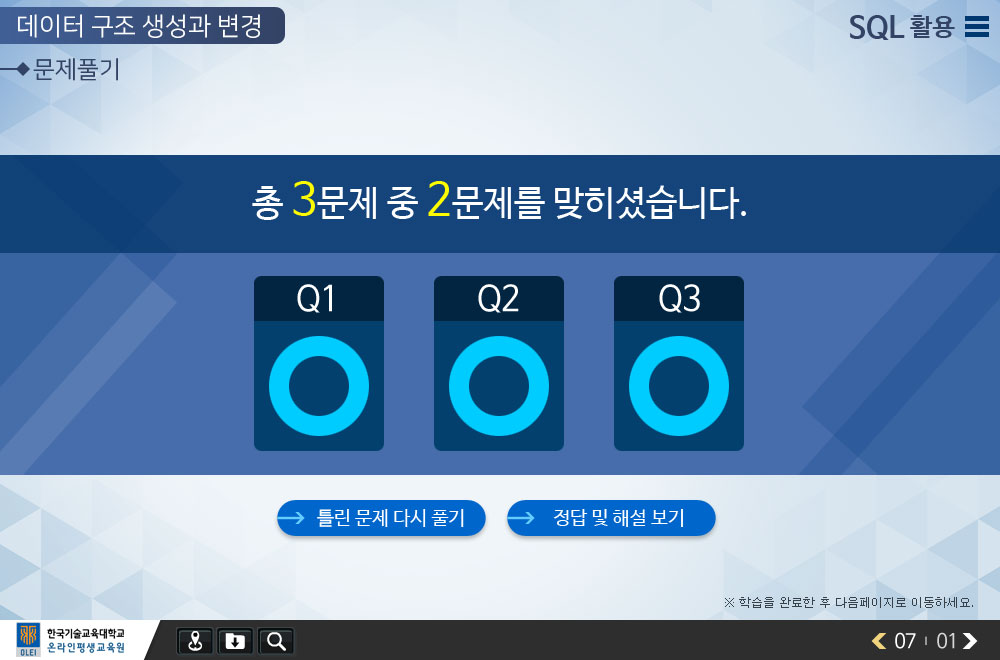 데이터 구조 생성과 변경
SQL 활용
문제풀기
총 3문제 중 2문제를 맞히셨습니다.
Q1
Q2
Q3
틀린 문제 다시 풀기
정답 및 해설 보기
※ 학습을 완료한 후 다음페이지로 이동하세요.
한국기술교육대학교
온라인평생교육원
OLEI
07 01